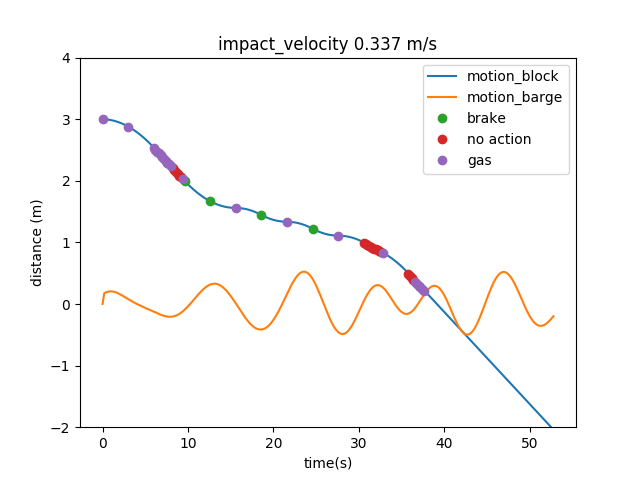 impact_velocity 0.337 m/s
motion_block
motion_barge
brake
no action
gas
distance (m)
4
3
2
1
0
−1
−2
0 10 20 30 40 50
time(s)